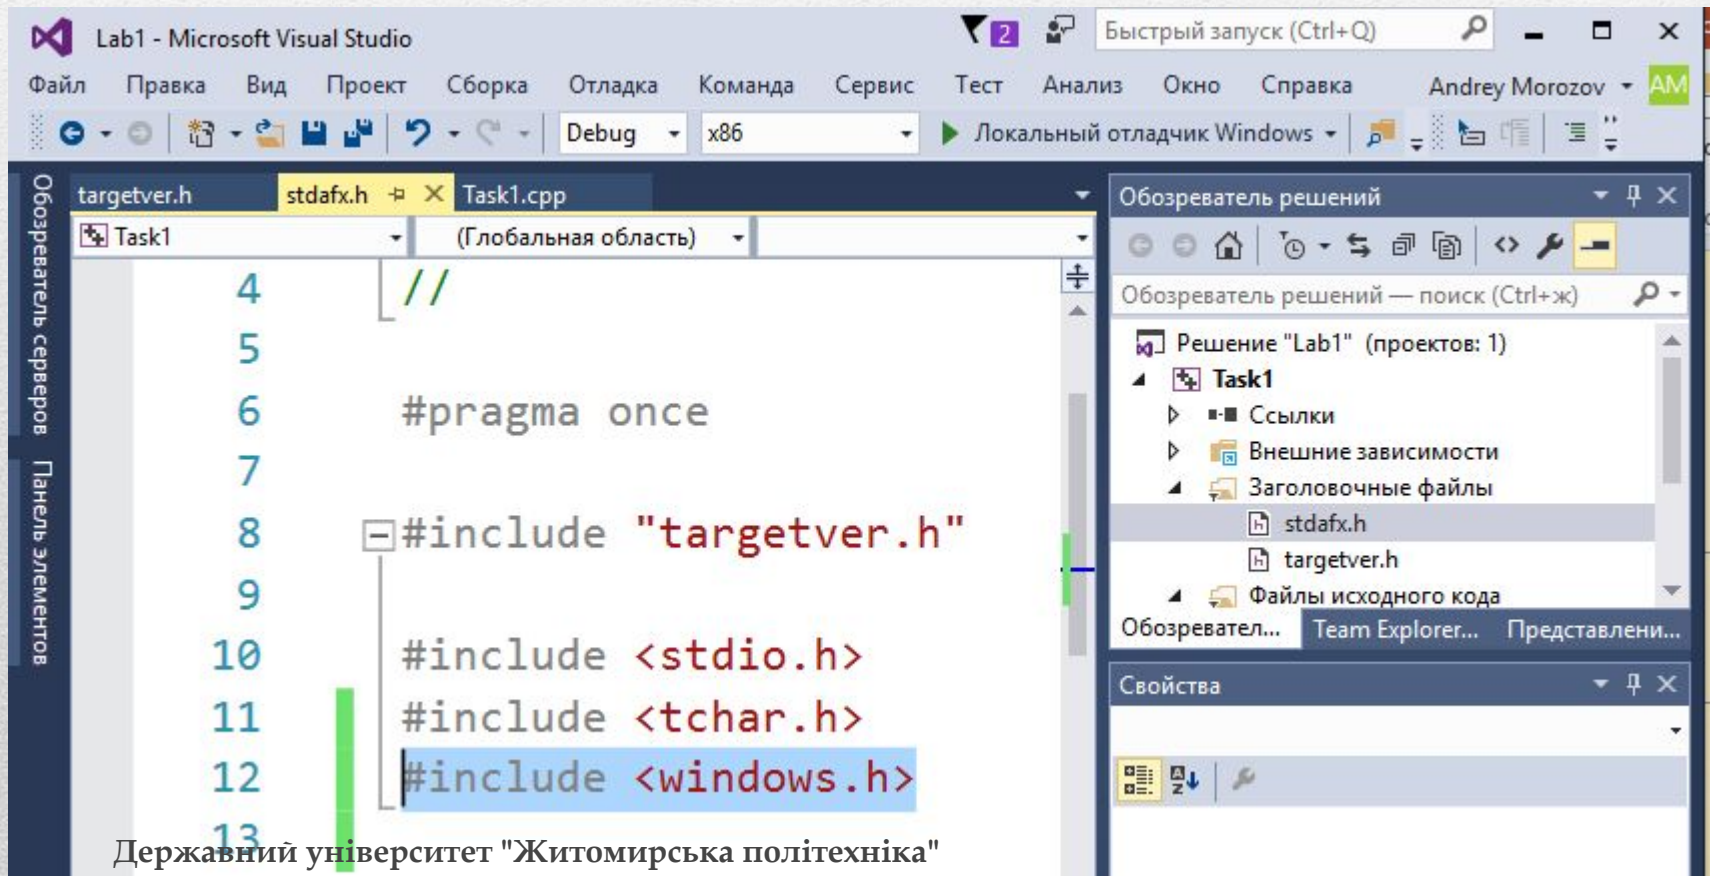 Lab1 - Microsoft Visual Studio
2
Быстрый запуск (Ctrl+Q)
Файл Правка Вид Проект Сборка Отладка Команда Сервис Тест Анализ Окно Справка Andrey Morozov AM
Debug x86 Локальный отладчик Windows
Обозреватель серверов
Панель элементов
targetver.h stdafx.h Task1.cpp
Task1 (Глобальная область)
4 //
5
6 #pragma once
7
8 #include "targetver.h"
9
10 #include <stdio.h>
11 #include <tchar.h>
12 #include <windows.h>
13
Обозреватель решений
Обозреватель решений — поиск (Ctrl+ж)
Решение "Lab1" (проектов: 1)
Task1
Ссылки
Внешние зависимости
Заголовочные файлы
stdafx.h
targetver.h
Файлы исходного кода
Обозревател... Team Explorer... Представлени...
Свойства
Державний університет "Житомирська політехніка"